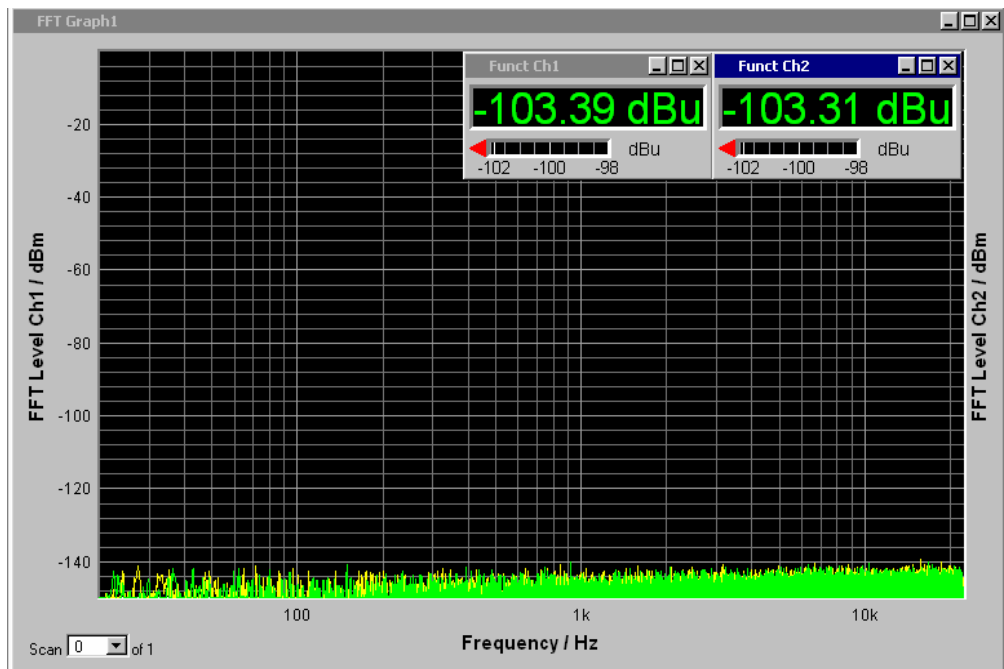 FFT Graph1
Funct Ch1
Funct Ch2
-103.39 dBu
-103.31 dBu
dBu
-102 -100 -98
dBu
-102 -100 -98
-20
-40
-60
-80
-100
-120
-140
FFT Level Ch1 / dBm
FFT Level Ch2 / dBm
100 1k 10k
Frequency / Hz
Scan 0 of 1